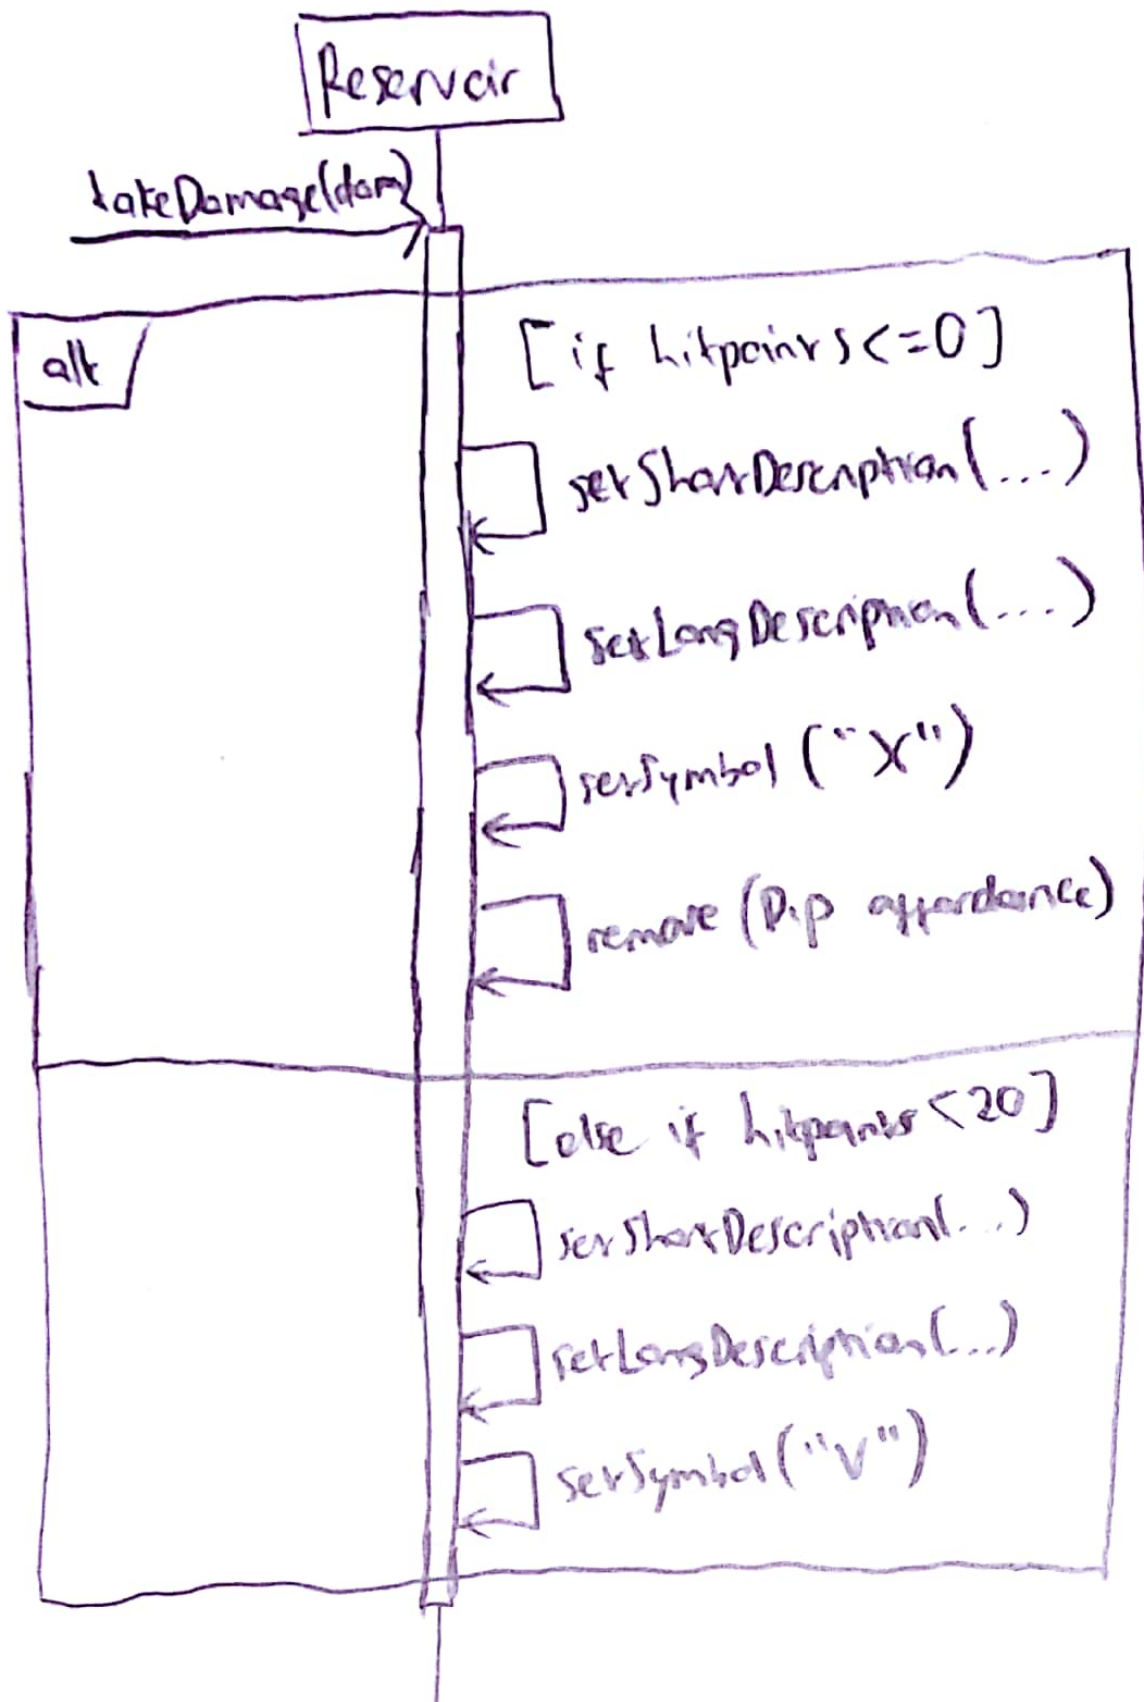 Reservoir
takeDamage(dam)
alt
[if hitpoints<=0]
setShortDescription(...)
setLongDescription(...)
setSymbol("X")
remove (Dip affordance)
[else if hitpoints<20]
setShortDescription(...)
setLongDescription(...)
setSymbol("V")